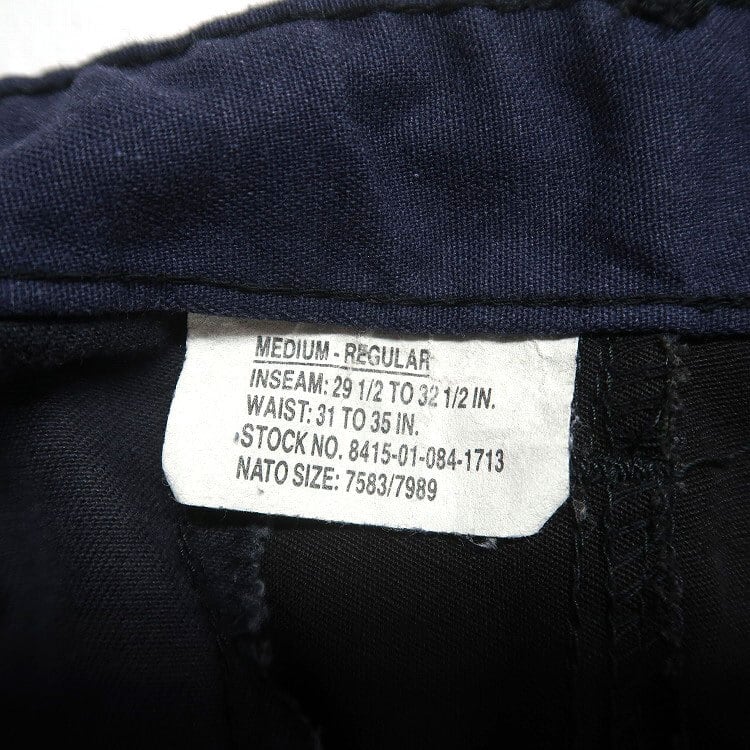 MEDIUM - REGULAR
INSEAM: 29 1/2 TO 32 1/2 IN.
WAIST: 31 TO 35 IN.
STOCK NO. 8415-01-084-1713
NATO SIZE: 7583/7989